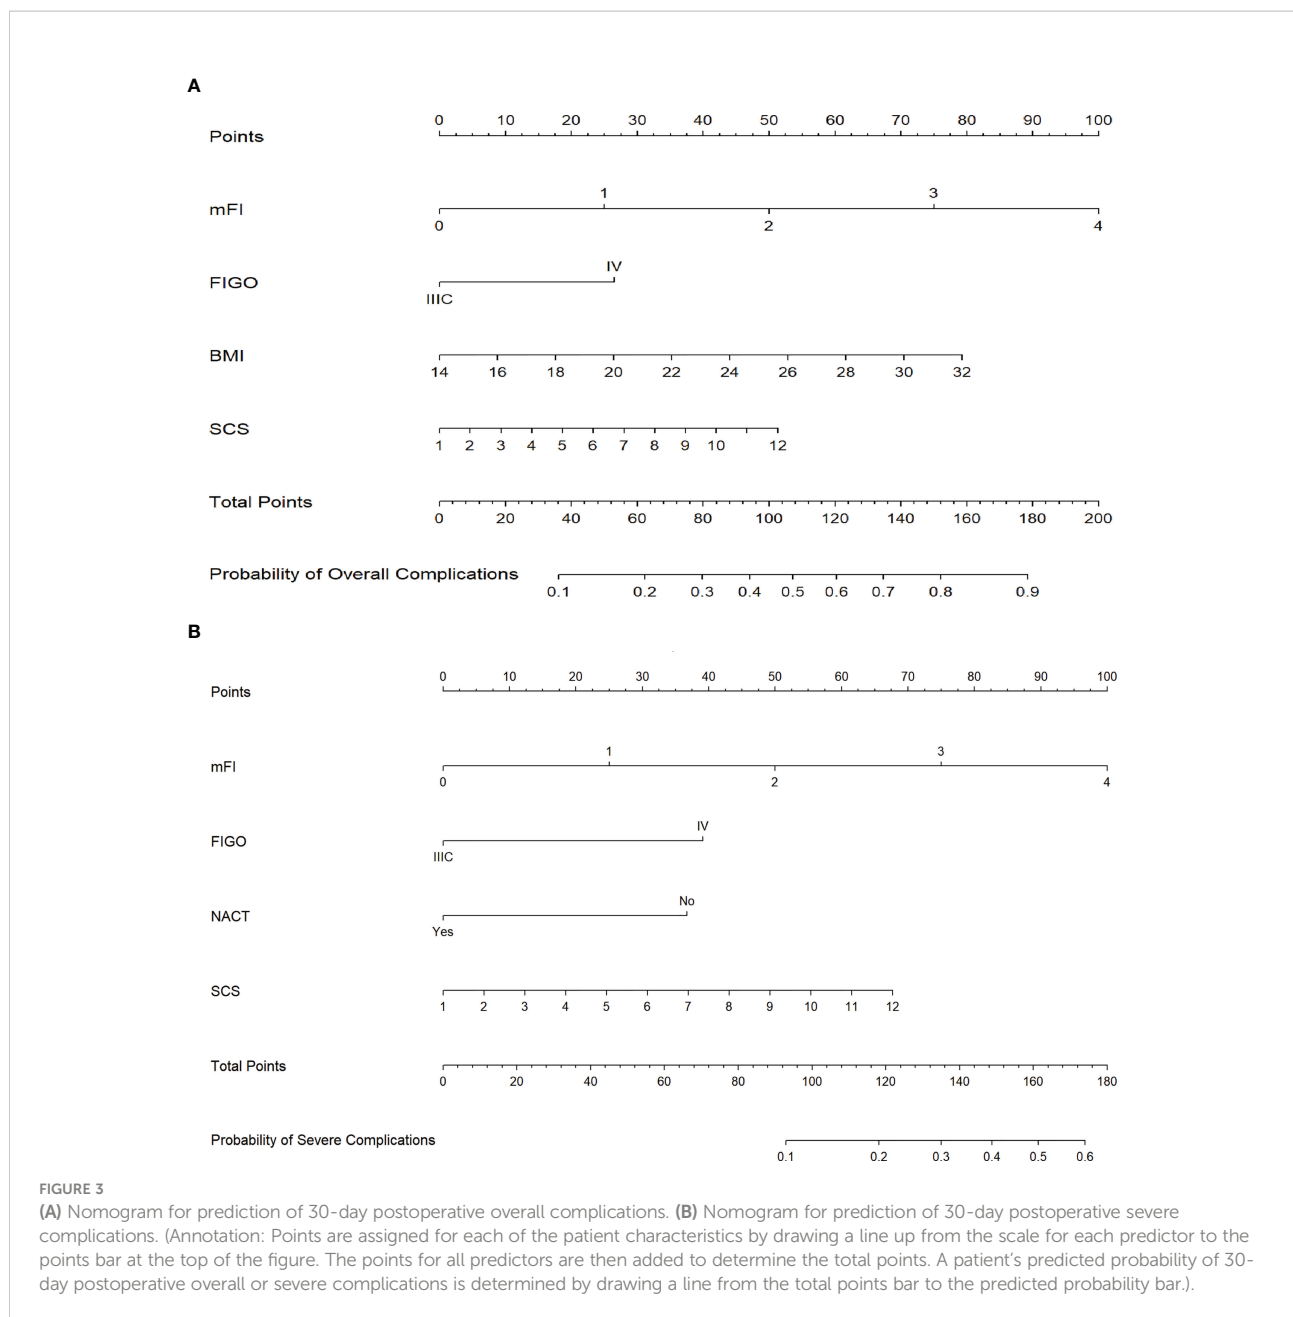 A
Points
0 10 20 30 40 50 60 70 80 90 100
mFI
1 3
0 2 4
FIGO
IV
IIIC
BMI
14 16 18 20 22 24 26 28 30 32
SCS
1 2 3 4 5 6 7 8 9 10 12
Total Points
0 20 40 60 80 100 120 140 160 180 200
Probability of Overall Complications
0.1 0.2 0.3 0.4 0.5 0.6 0.7 0.8 0.9
B
Points
0 10 20 30 40 50 60 70 80 90 100
mFI
1 3
0 2 4
FIGO
IV
IIIC
NACT
No
Yes
SCS
1 2 3 4 5 6 7 8 9 10 11 12
Total Points
0 20 40 60 80 100 120 140 160 180
Probability of Severe Complications
0.1 0.2 0.3 0.4 0.5 0.6
FIGURE 3
(A) Nomogram for prediction of 30-day postoperative overall complications. (B) Nomogram for prediction of 30-day postoperative severe
complications. (Annotation: Points are assigned for each of the patient characteristics by drawing a line up from the scale for each predictor to the
points bar at the top of the figure. The points for all predictors are then added to determine the total points. A patient's predicted probability of 30-
day postoperative overall or severe complications is determined by drawing a line from the total points bar to the predicted probability bar.).